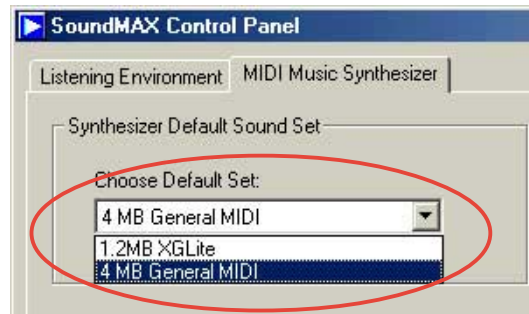 SoundMAX Control Panel
Listening Environment MIDI Music Synthesizer
Synthesizer Default Sound Set
Choose Default Set:
4 MB General MIDI
1.2MB XGLite
4 MB General MIDI